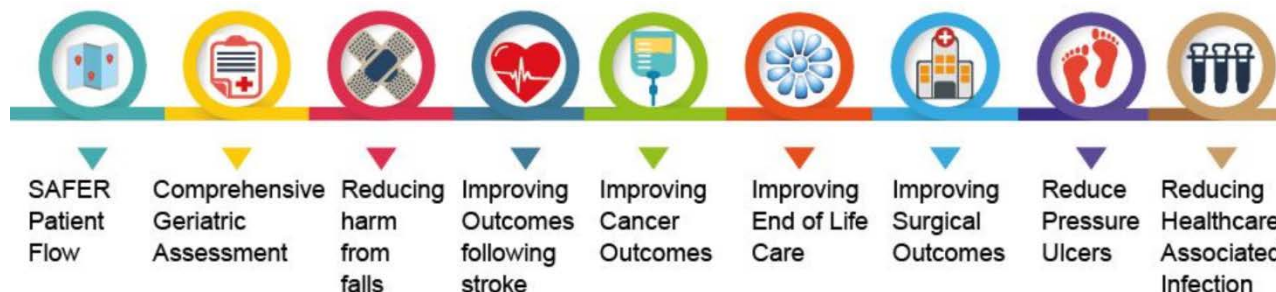 SAFER
Patient
Flow
Comprehensive
Geriatric
Assessment
Reducing
harm
from
falls
Improving
Outcomes
following
stroke
Improving
Cancer
Outcomes
Improving
End of Life
Care
Improving
Surgical
Outcomes
Reduce
Pressure
Ulcers
Reducing
Healthcare
Associated
Infection